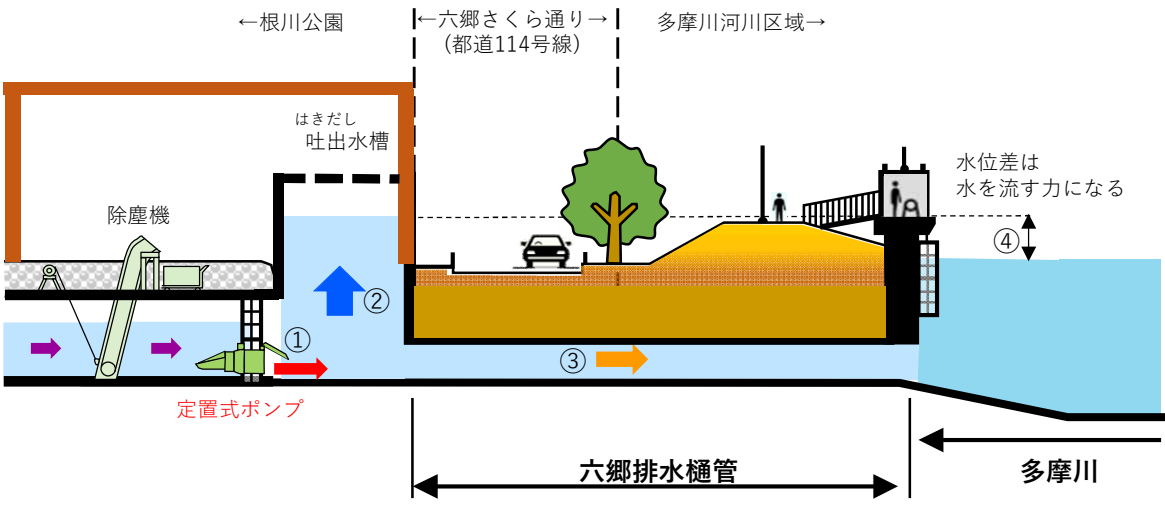 ←根川公園
←六郷さくら通り→
(都道114号線)
多摩川河川区域→
はきだし
吐出水槽
水位差は
水を流す力になる
除塵機
④
②
①
③
定置式ポンプ
六郷排水樋管
多摩川